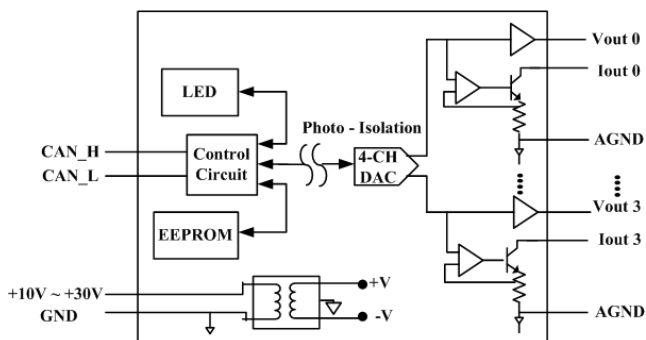 Vout 0
Iout 0
LED
Photo - Isolation
CAN_H
CAN_L
Control
Circuit
4-CH
DAC
AGND
Vout 3
EEPROM
Iout 3
+V
+10V ~ +30V
GND
-V
AGND